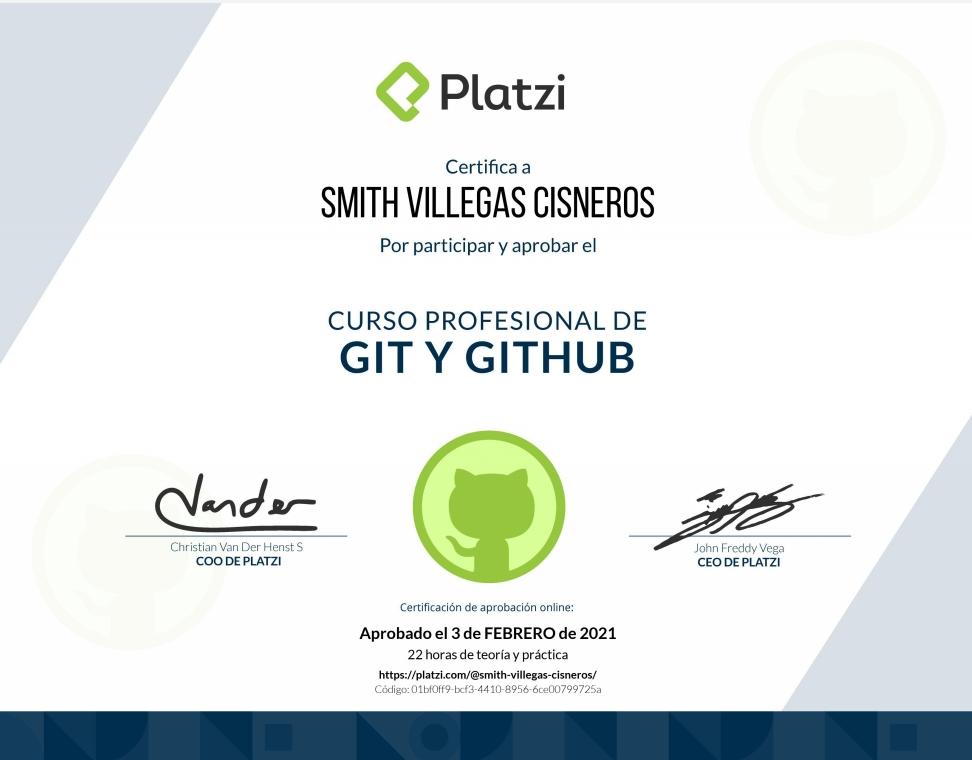 Platzi
Certifica a
SMITH VILLEGAS CISNEROS
Por participar y aprobar el
CURSO PROFESIONAL DE
GIT Y GITHUB
Vander
Christian Van Der Henst S
COO DE PLATZI
John Freddy Vega
CEO DE PLATZI
Certificación de aprobación online:
Aprobado el 3 de FEBRERO de 2021
22 horas de teoría y práctica
https://platzi.com/@smith-villegas-cisneros/
Código: 01bf0ff9-bcf3-4410-8956-6ce00799725a